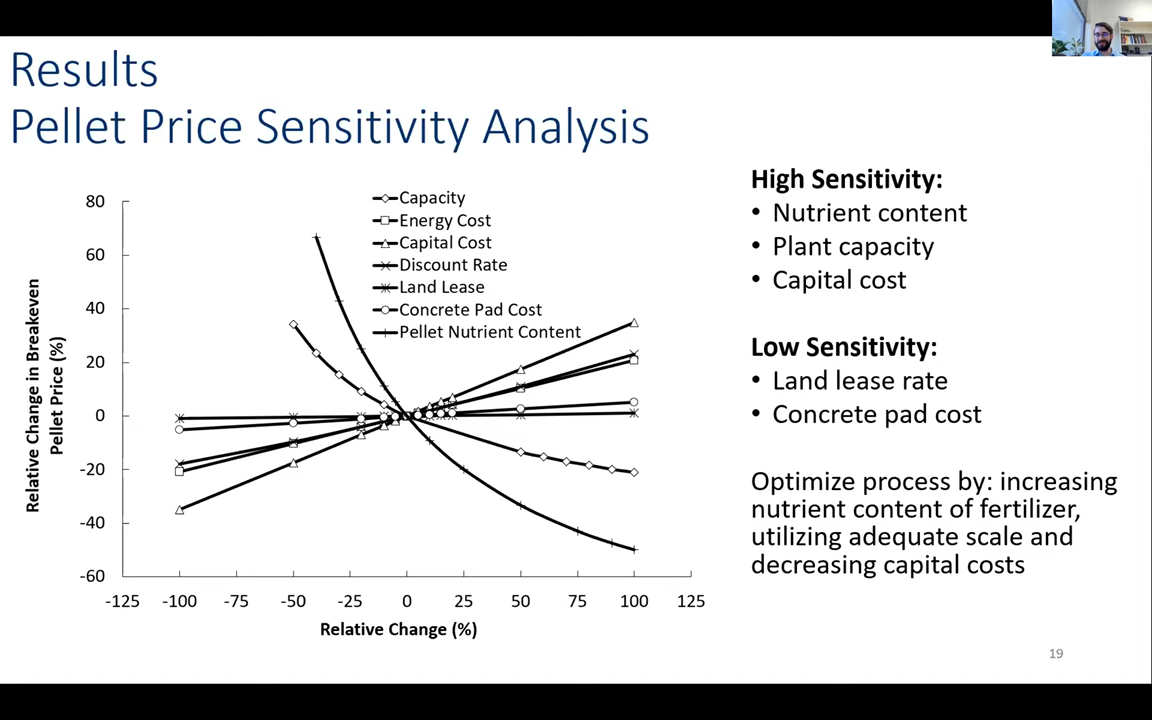 Results
Pellet Price Sensitivity Analysis
80
60
40
20
0
-20
-40
-60
-125
-100
-75
-50
-25
0
25
50
75
100
125
Relative Change in Breakeven
Pellet Price (%)
Relative Change (%)
Capacity
Energy Cost
Capital Cost
Discount Rate
Land Lease
Concrete Pad Cost
Pellet Nutrient Content
High Sensitivity:
• Nutrient content
• Plant capacity
• Capital cost
Low Sensitivity:
• Land lease rate
• Concrete pad cost
Optimize process by: increasing
nutrient content of fertilizer,
utilizing adequate scale and
decreasing capital costs
19